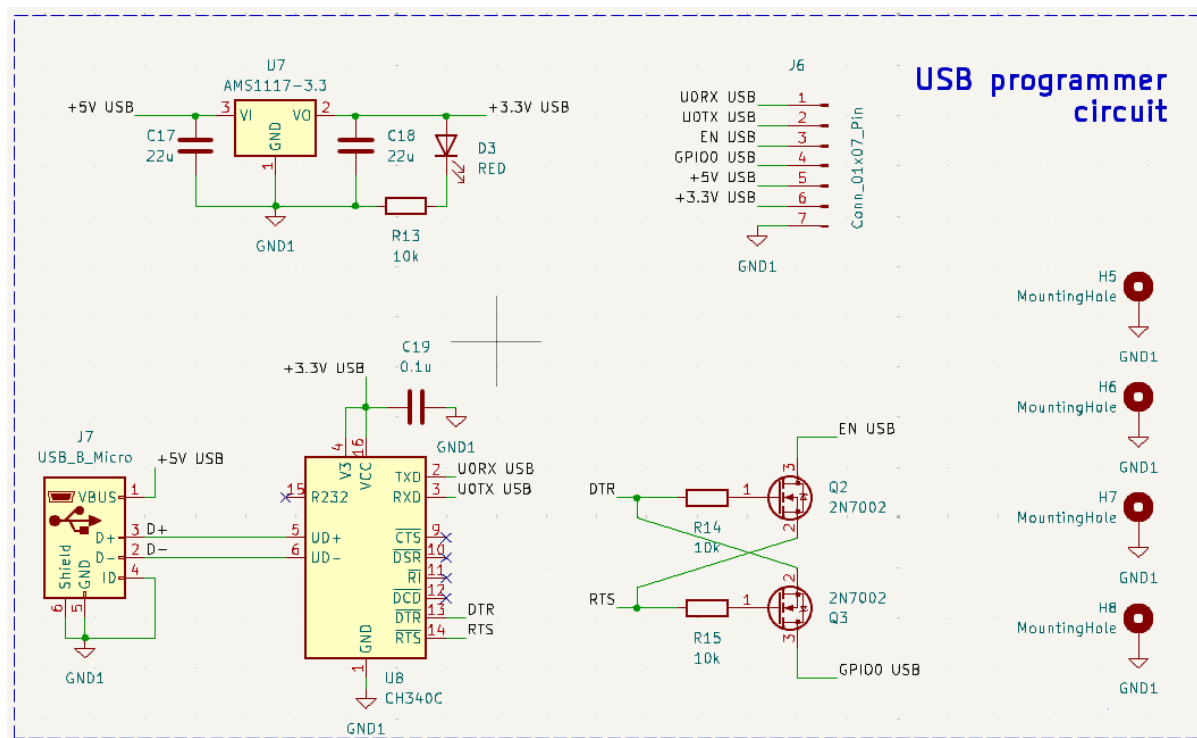 USB programmer
circuit
U7
AMS1117-3.3
+5V USB
3
VI
VO
2
+3.3V USB
GND
1
C17
22u
C18
22u
D3
RED
R13
10k
GND1
J6
U0RX USB
1
U0TX USB
2
EN USB
3
GPIO0 USB
4
+5V USB
5
+3.3V USB
6
7
Conn_01x07_Pin
GND1
H5
MountingHole
GND1
H6
MountingHole
GND1
H7
MountingHole
GND1
H8
MountingHole
GND1
C19
0.1u
+3.3V USB
GND1
J7
USB_B_Micro
+5V USB
VBUS
1
D+
3
D+
D-
2
D-
ID
4
Shield
GND
6
5
GND1
4
16
V3
VCC
15
R232
5
UD+
6
UD-
TXD
2
U0RX USB
RXD
3
U0TX USB
CTS
9
DSR
10
RI
11
DCD
12
DTR
13
DTR
RTS
14
RTS
GND
1
U8
CH340C
GND1
EN USB
3
DTR
1
Q2
2N7002
R14
10k
2
2
RTS
1
2N7002
Q3
R15
10k
3
GPIO0 USB